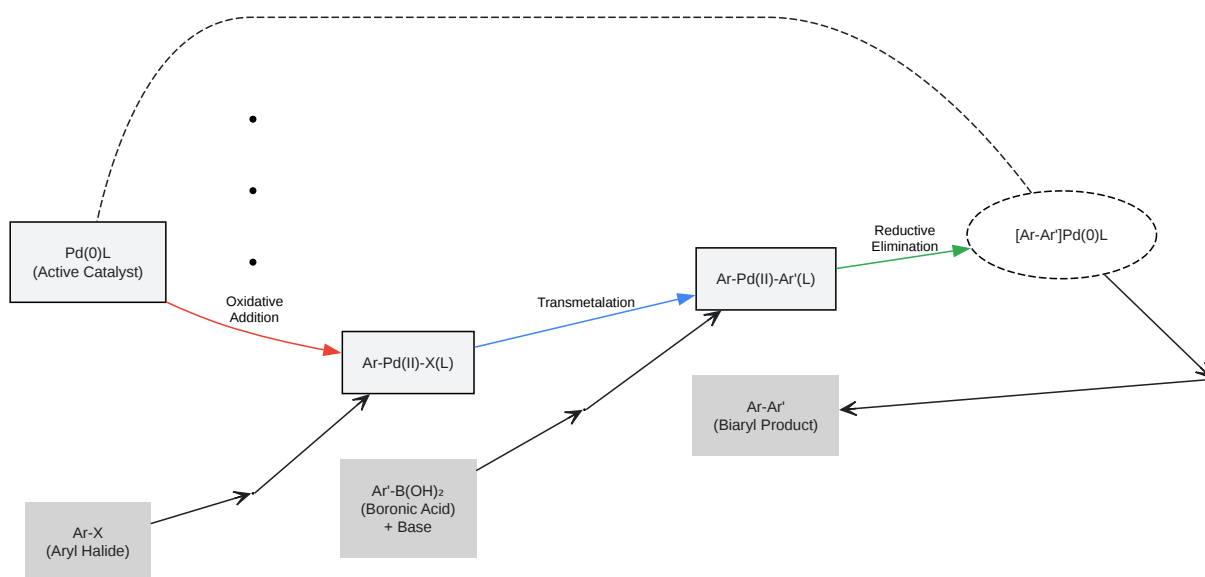 Pd(0)L
(Active Catalyst)
Oxidative
Addition
Ar-Pd(II)-X(L)
Transmetalation
Ar-Pd(II)-Ar'(L)
Reductive
Elimination
[Ar-Ar']Pd(0)L
Ar-X
(Aryl Halide)
Ar'-B(OH)₂
(Boronic Acid)
+ Base
Ar-Ar'
(Biaryl Product)